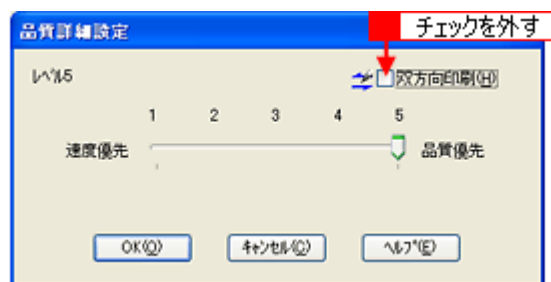 品質詳細設定
チェックを外す
レベル5
双方向印刷(H)
1 2 3 4 5
速度優先 品質優先
OK(O) キャンセル(C) ヘルプ(E)